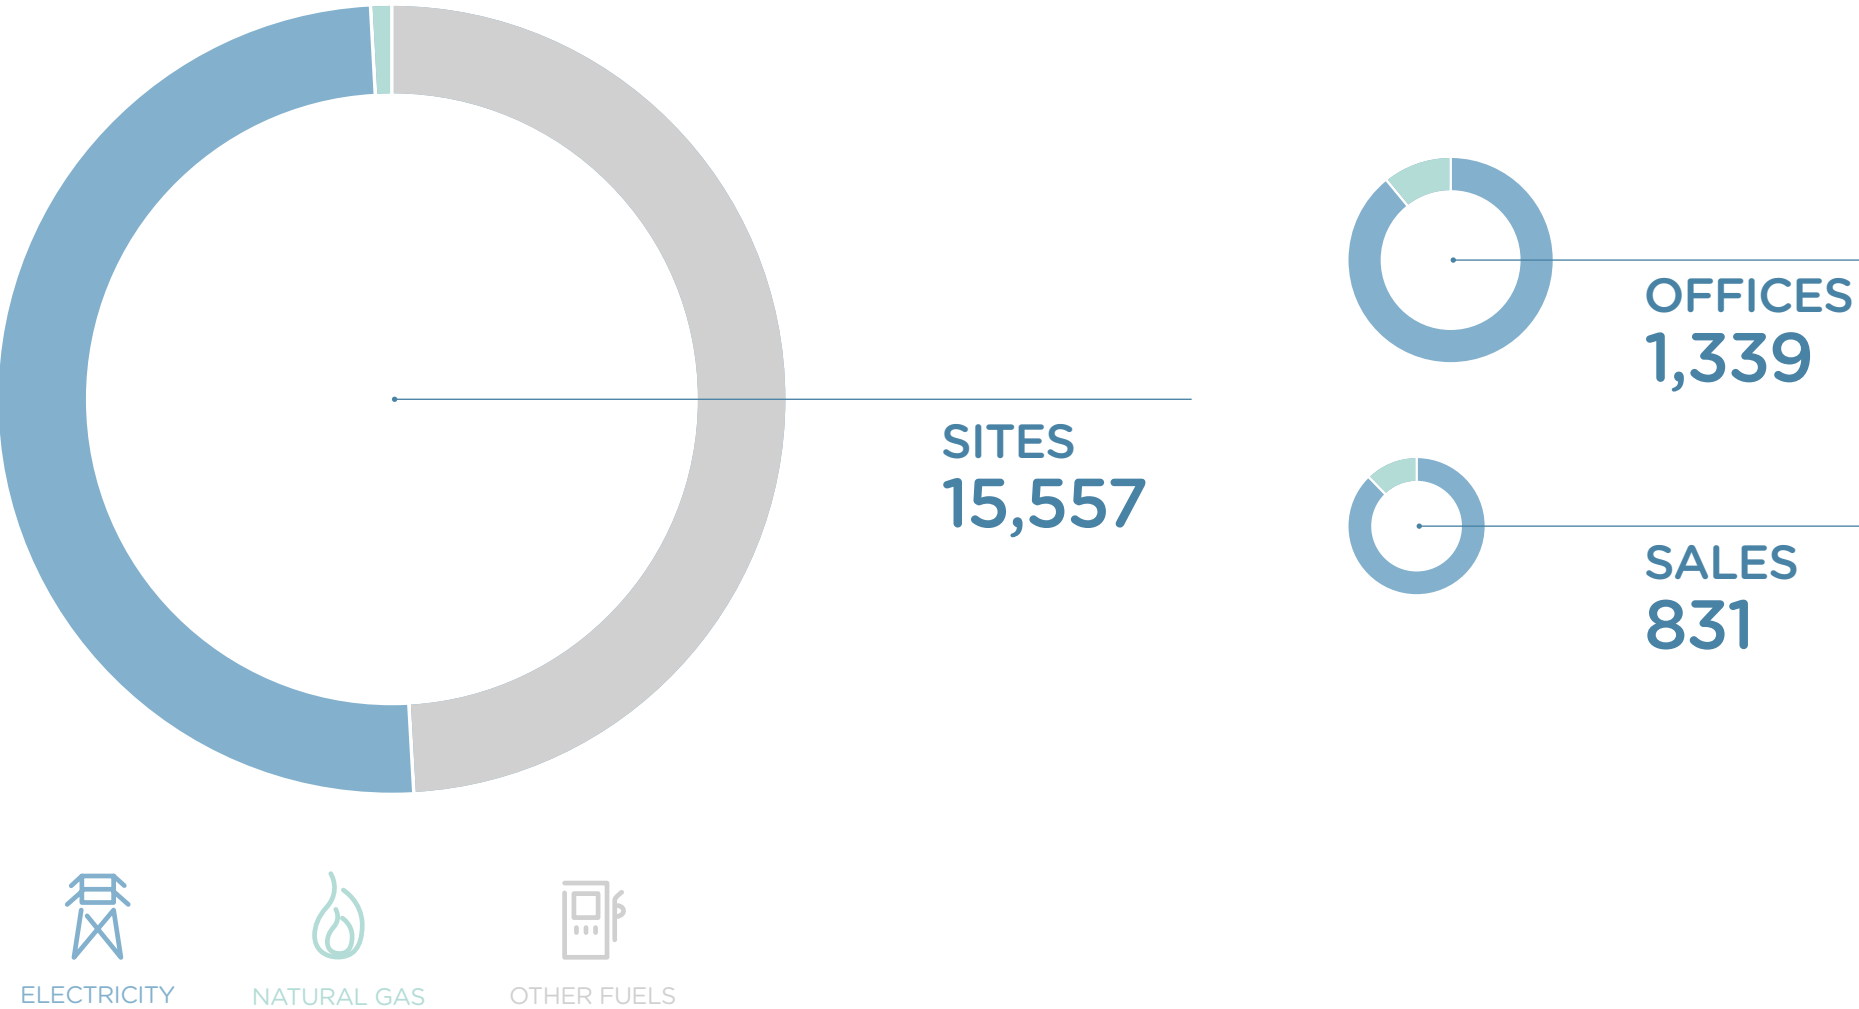 OFFICES
1,339
SITES
15,557
SALES
831
ELECTRICITY
NATURAL GAS
OTHER FUELS